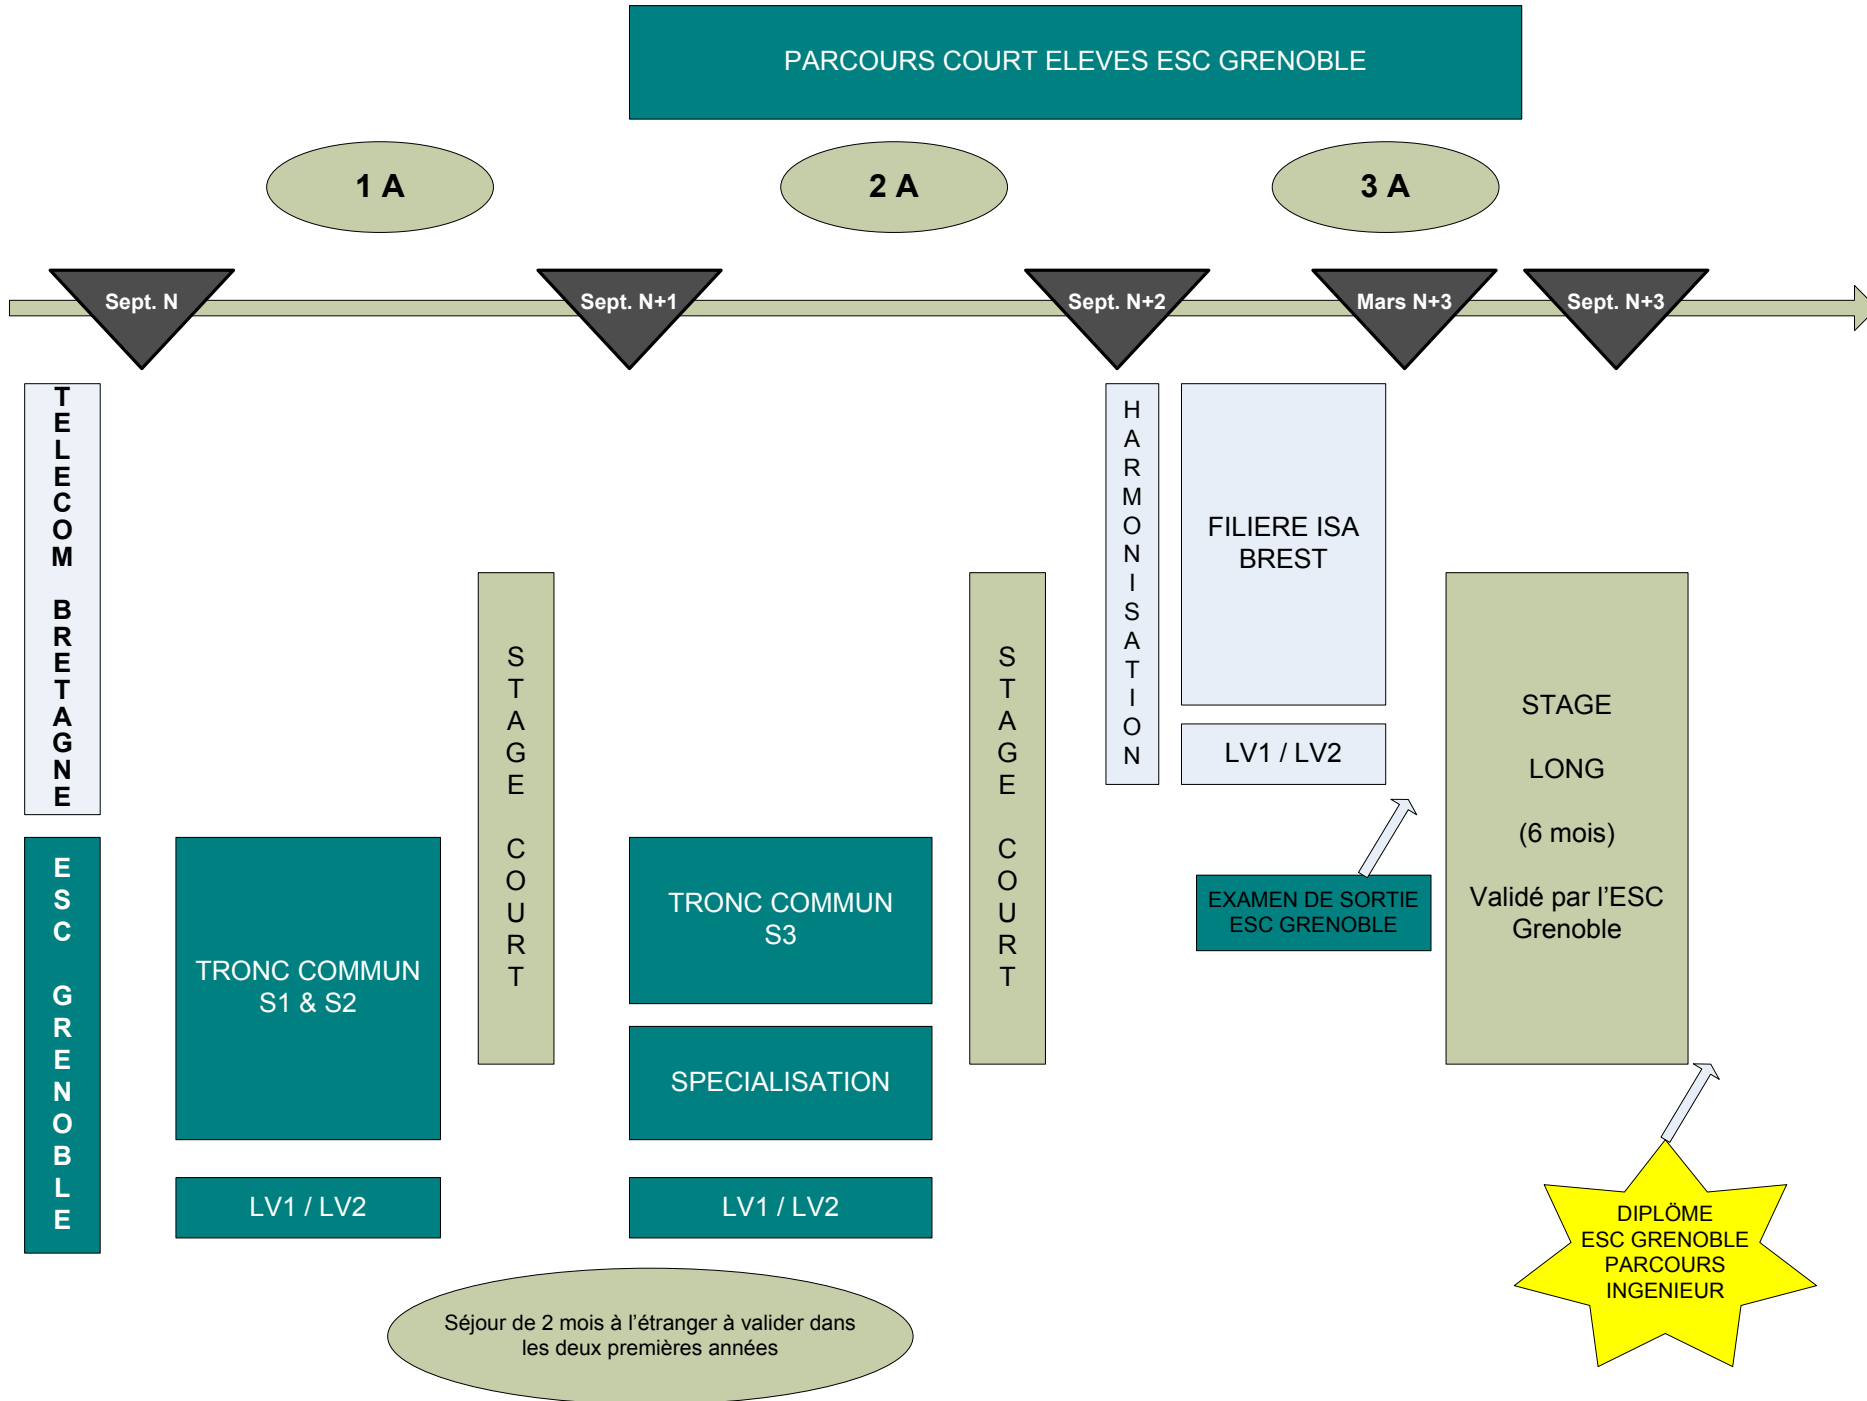 PARCOURS COURT ELEVES ESC GRENOBLE
1 A
2 A
3 A
Sept. N
Sept. N+1
Sept. N+2
Mars N+3
Sept. N+3
TELECOM BRETAGNE
HARMONISATION
FILIERE ISA
BREST
LV1 / LV2
STAGE COURT
STAGE COURT
STAGE
LONG
(6 mois)
Validé par l’ESC
Grenoble
EXAMEN DE SORTIE
ESC GRENOBLE
ESC GRENOBLE
TRONC COMMUN
S1 & S2
LV1 / LV2
TRONC COMMUN
S3
SPECIALISATION
LV1 / LV2
DIPLÖME
ESC GRENOBLE
PARCOURS
INGENIEUR
Séjour de 2 mois à l’étranger à valider dans
les deux premières années